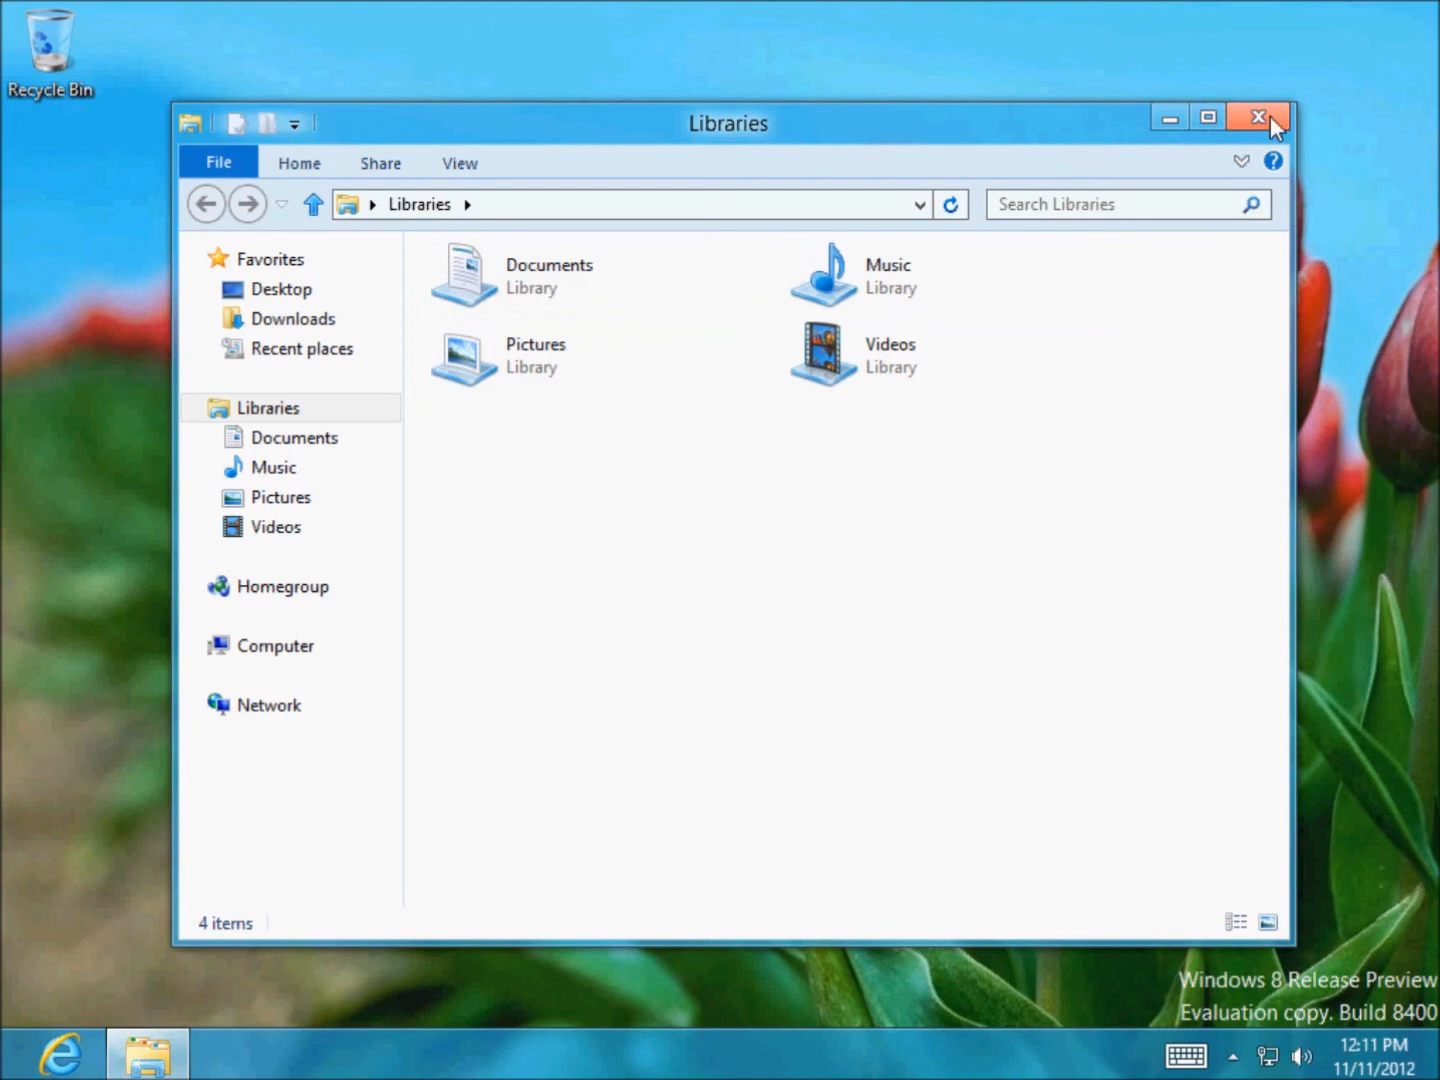 Recycle Bin
Libraries
File Home Share View
Libraries
Search Libraries
Favorites
Desktop
Downloads
Recent places
Libraries
Documents
Music
Pictures
Videos
Homegroup
Computer
Network
Documents
Library
Music
Library
Pictures
Library
Videos
Library
4 items
Windows 8 Release Preview
Evaluation copy. Build 8400
12:11 PM
11/11/2012